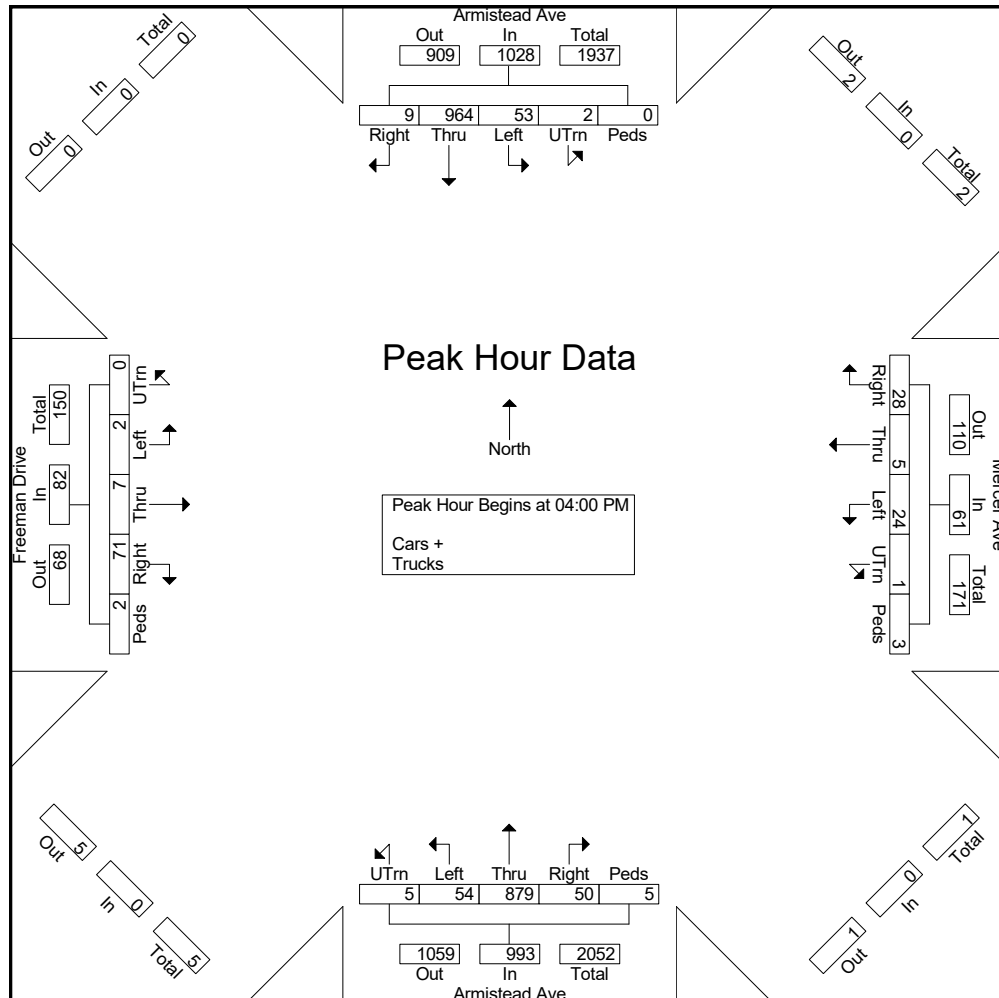 Armistead Ave
Out In Total
909 1028 1937
9 964 53 2 0
Right Thru Left UTrn Peds
Total
0
In
0
Out
0
Out
2
In
0
Total
2
Peak Hour Data
North
Peak Hour Begins at 04:00 PM
Cars +
Trucks
Freeman Drive
Out In Total
68 82 150
0 2 7 71 2
UTrn Left Thru Right Peds
Right Thru Left UTrn Peds
28 5 24 1 3
Out In Total
110 61 171
Mercer Ave
Out
5
In
0
Total
5
Total
1
In
0
Out
1
UTrn Left Thru Right Peds
5 54 879 50 5
1059 993 2052
Out In Total
Armistead Ave